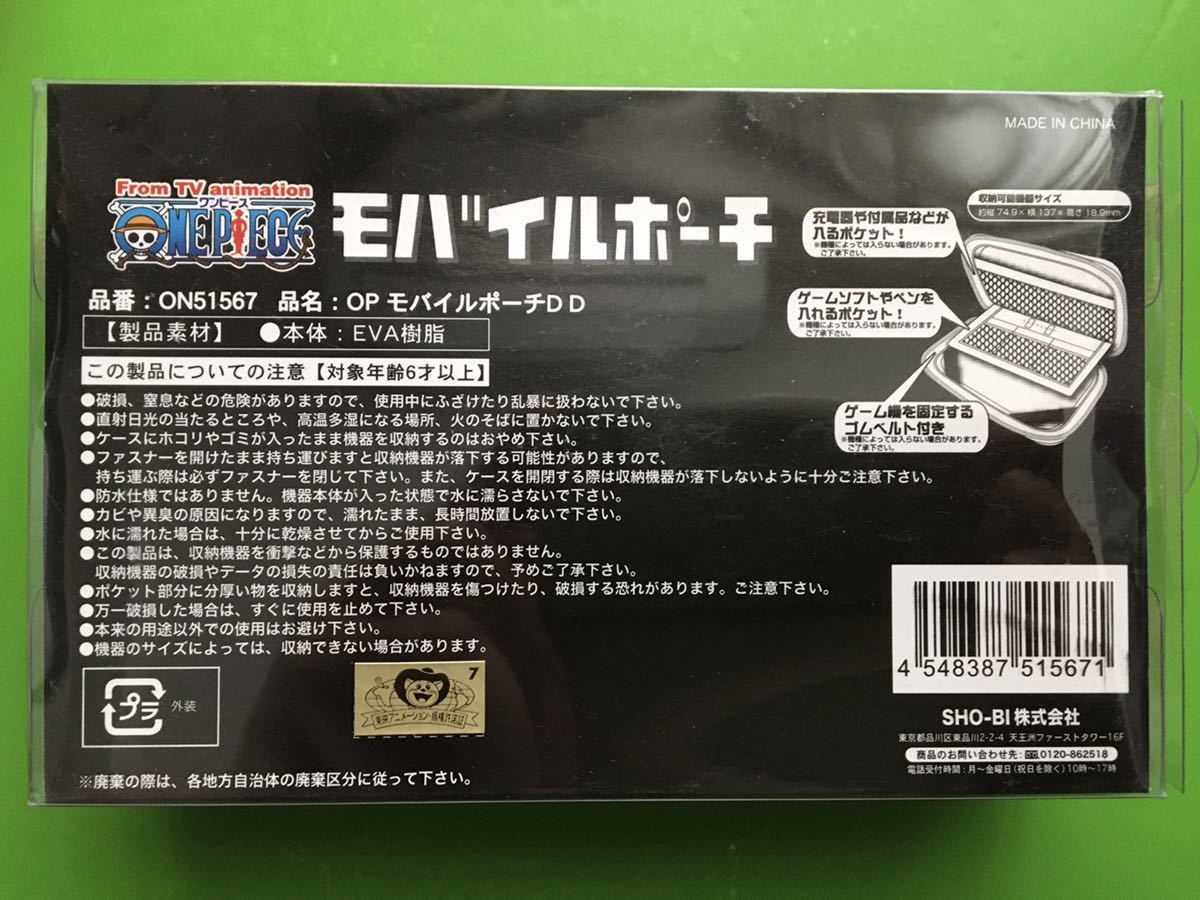 MADE IN CHINA
From TV animation
ワンピース
ONE PIECE
モバイルポーチ
品番：ON51567 品名：OP モバイルポーチＤＤ
【製品素材】 ●本体：EVA樹脂
この製品についての注意【対象年齢6才以上】
●破損、窒息などの危険がありますので、使用中にふざけたり乱暴に扱わないで下さい。
●直射日光の当たるところや、高温多湿になる場所、火のそばに置かないで下さい。
●ケースにホコリやゴミが入ったまま機器を収納するのはおやめ下さい。
●ファスナーを開けたまま持ち運びますと収納機器が落下する可能性がありますので、
持ち運ぶ際は必ずファスナーを閉じて下さい。また、ケースを開閉する際は収納機器が落下しないように十分ご注意下さい。
●防水仕様ではありません。機器本体が入った状態で水に濡らさないで下さい。
●カビや異臭の原因になりますので、濡れたまま、長時間放置しないで下さい。
●水に濡れた場合は、十分に乾燥させてからご使用下さい。
●この製品は、収納機器を衝撃などから保護するものではありません。
収納機器の破損やデータの損失の責任は負いかねますので、予めご了承下さい。
●ポケット部分に分厚い物を収納しますと、収納機器を傷つけたり、破損する恐れがあります。ご注意下さい。
●万一破損した場合は、すぐに使用を止めて下さい。
●本来の用途以外での使用はお避け下さい。
●機器のサイズによっては、収納できない場合があります。
収納可能機器サイズ
約縦 74.9× 横 137× 高さ 18.9mm
充電器や付属品などが
入るポケット！
※機種によっては入らない場合があります。
ご了承下さい。
ゲームソフトやペンを
入れるポケット！
※機種によっては入らない場合があります。
ご了承下さい。
ゲーム機を固定する
ゴムベルト付き
※機種によっては入らない場合があります。
ご了承下さい。
プラ
外装
7
東映アニメーション・版権許諾証
※廃棄の際は、各地方自治体の廃棄区分に従って下さい。
4 548387 515671
SHO-BI 株式会社
東京都品川区東品川2-2-4 天王洲ファーストタワー16F
商品のお問い合わせ先：0120-862518
電話受付時間：月〜金曜日(祝日を除く)10時〜17時